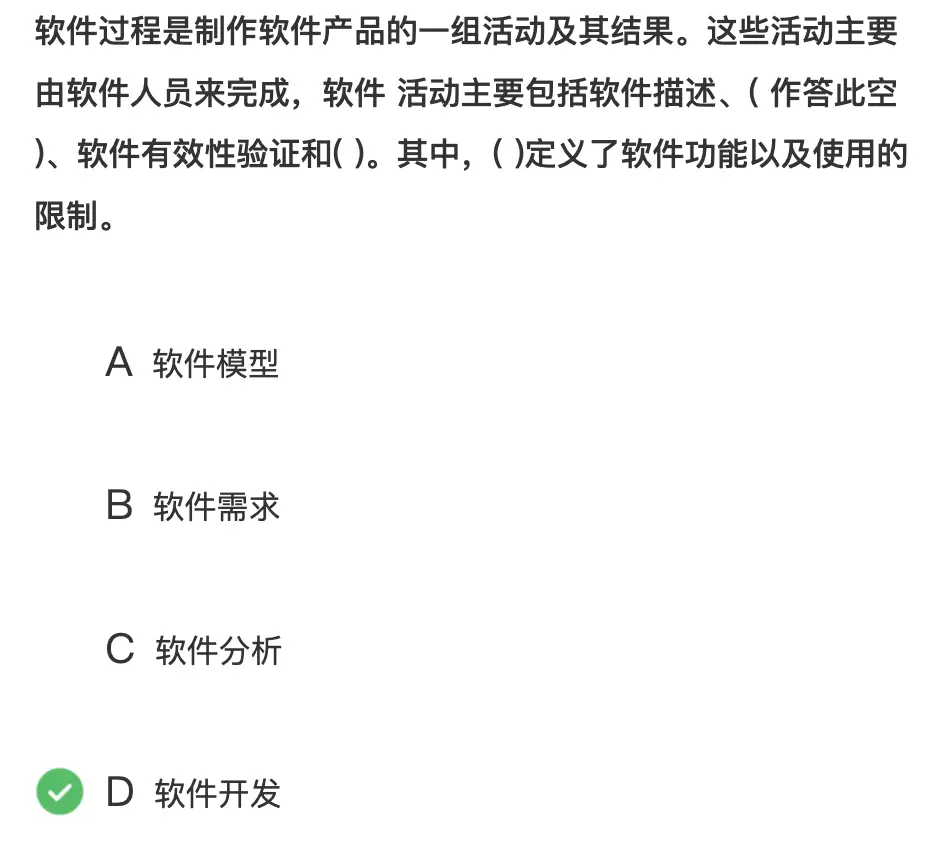 软件过程是制作软件产品的一组活动及其结果。这些活动主要
由软件人员来完成，软件 活动主要包括软件描述、( 作答此空
)、软件有效性验证和( )。其中，( )定义了软件功能以及使用的
限制。
A 软件模型
B 软件需求
C 软件分析
D 软件开发